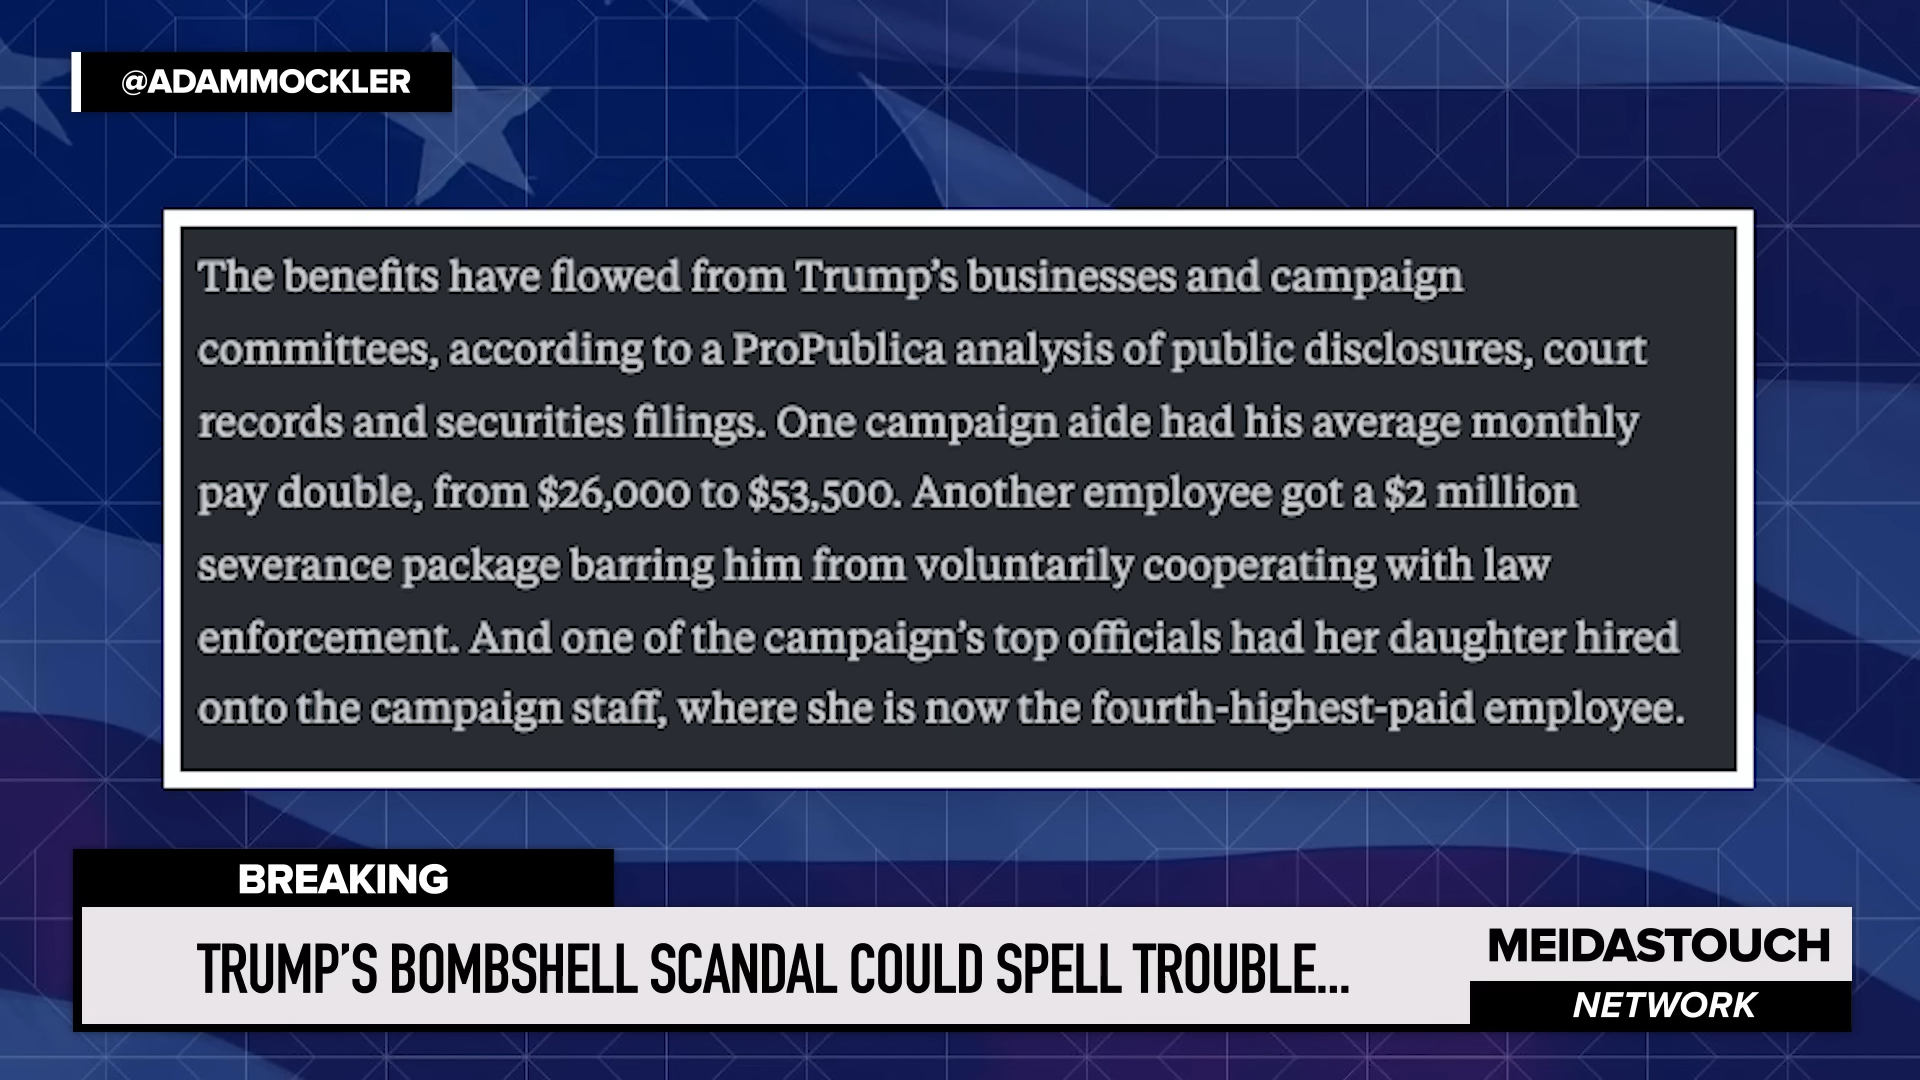 @ADAMMOCKLER
The benefits have flowed from Trump's businesses and campaign
committees, according to a ProPublica analysis of public disclosures, court
records and securities filings. One campaign aide had his average monthly
pay double, from $26,000 to $53,500. Another employee got a $2 million
severance package barring him from voluntarily cooperating with law
enforcement. And one of the campaign's top officials had her daughter hired
onto the campaign staff, where she is now the fourth-highest-paid employee.
BREAKING
TRUMP'S BOMBSHELL SCANDAL COULD SPELL TROUBLE...
MEIDASTOUCH
NETWORK